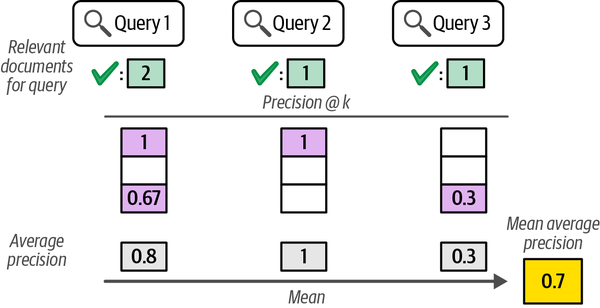 Query 1 Query 2 Query 3
Relevant
documents
for query
: 2 : 1 : 1
Precision @ k
1 1
0.67 0.3
Average
precision
0.8 1 0.3
Mean average
precision
0.7
Mean